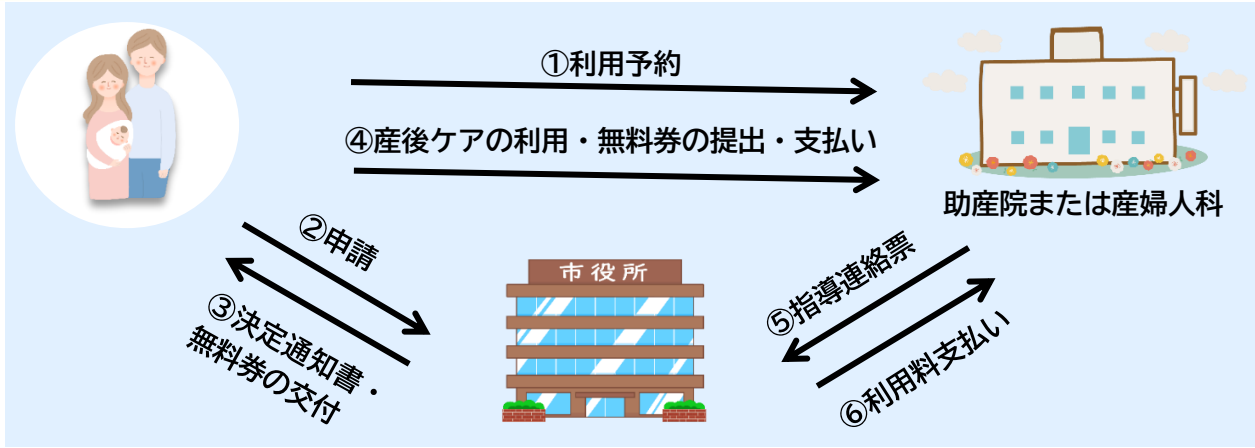 ①利用予約
④産後ケアの利用・無料券の提出・支払い
助産院または産婦人科
②申請
市役所
⑤指導連絡票
③決定通知書・
無料券の交付
⑥利用料支払い